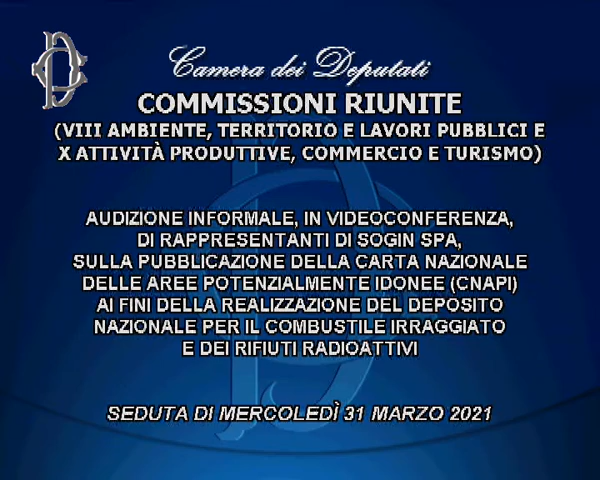 Camera dei Deputati
COMMISSIONI RIUNITE
(VIII AMBIENTE, TERRITORIO E LAVORI PUBBLICI E
X ATTIVITÀ PRODUTTIVE, COMMERCIO E TURISMO)
AUDIZIONE INFORMALE, IN VIDEOCONFERENZA,
DI RAPPRESENTANTI DI SOGIN SPA,
SULLA PUBBLICAZIONE DELLA CARTA NAZIONALE
DELLE AREE POTENZIALMENTE IDONEE (CNAPI)
AI FINI DELLA REALIZZAZIONE DEL DEPOSITO
NAZIONALE PER IL COMBUSTILE IRRAGGIATO
E DEI RIFIUTI RADIOATTIVI
SEDUTA DI MERCOLEDÌ 31 MARZO 2021